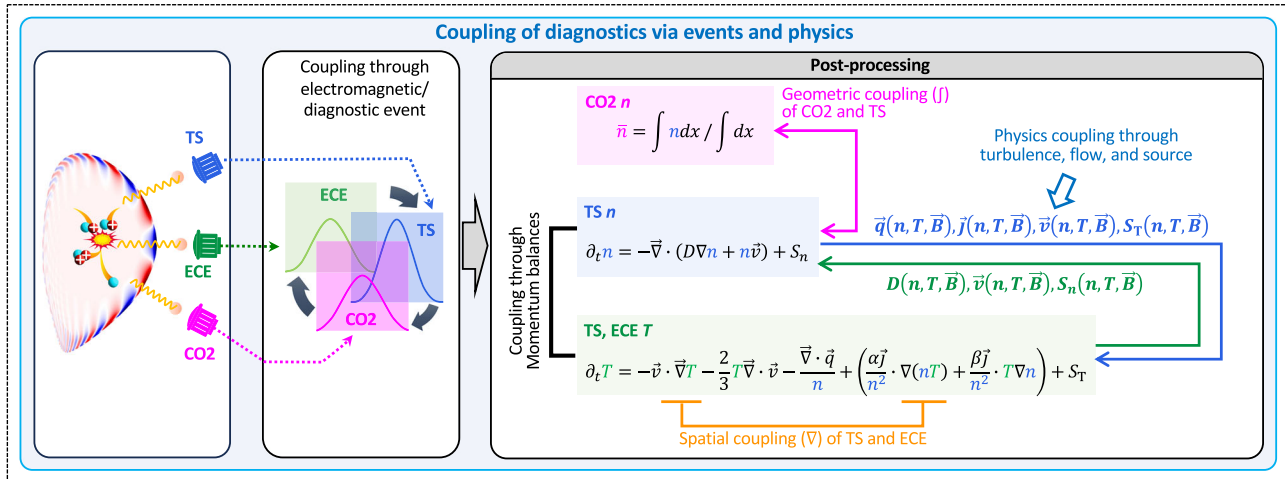 Coupling of diagnostics via events and physics
TS
ECE
CO2
Coupling through
electromagnetic/
diagnostic event
ECE
TS
CO2
Post-processing
CO2 n
n̅ = ∫ ndx / ∫ dx
Geometric coupling (∫)
of CO2 and TS
Physics coupling through
turbulence, flow, and source
Coupling through
Momentum balances
TS n
∂ₜn = −∇⃗ · (D∇n + nv⃗) + Sₙ
q⃗(n, T, B⃗), j⃗(n, T, B⃗), v⃗(n, T, B⃗), S_T(n, T, B⃗)
D(n, T, B⃗), v⃗(n, T, B⃗), Sₙ(n, T, B⃗)
TS, ECE T
∂ₜT = −v⃗ · ∇⃗T − 2/3 T∇⃗ · v⃗ − ∇⃗ · q⃗ / n + (αj⃗ / n² · ∇(nT) + βj⃗ / n² · T∇n) + S_T
Spatial coupling (∇) of TS and ECE